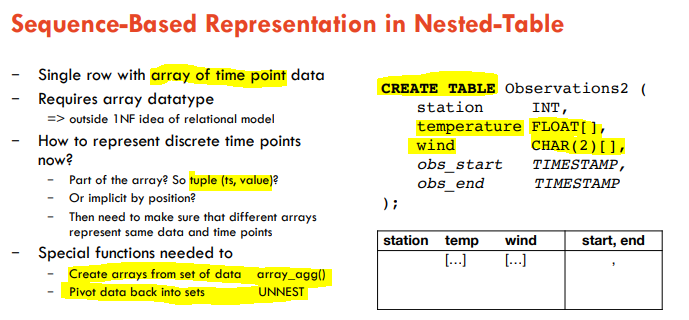 Sequence-Based Representation in Nested-Table
– Single row with array of time point data
– Requires array datatype
=> outside 1NF idea of relational model
– How to represent discrete time points
now?
– Part of the array? So tuple (ts, value)?
– Or implicit by position?
– Then need to make sure that different arrays
represent same data and time points
– Special functions needed to
– Create arrays from set of data array_agg()
– Pivot data back into sets UNNEST
CREATE TABLE Observations2 (
station INT,
temperature FLOAT[],
wind CHAR(2)[],
obs_start TIMESTAMP,
obs_end TIMESTAMP
);
station temp wind start, end
[…] […] ,